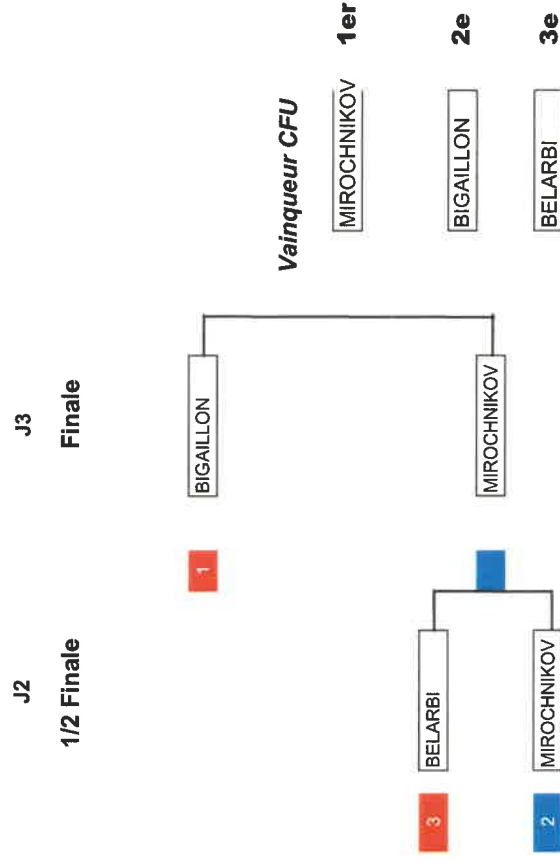 J2
1/2 Finale
J3
Finale
3
BELARBI
2
MIROCHNIKOV
1
BIGAILLON
MIROCHNIKOV
Vainqueur CFU
MIROCHNIKOV
1er
BIGAILLON
2e
BELARBI
3e